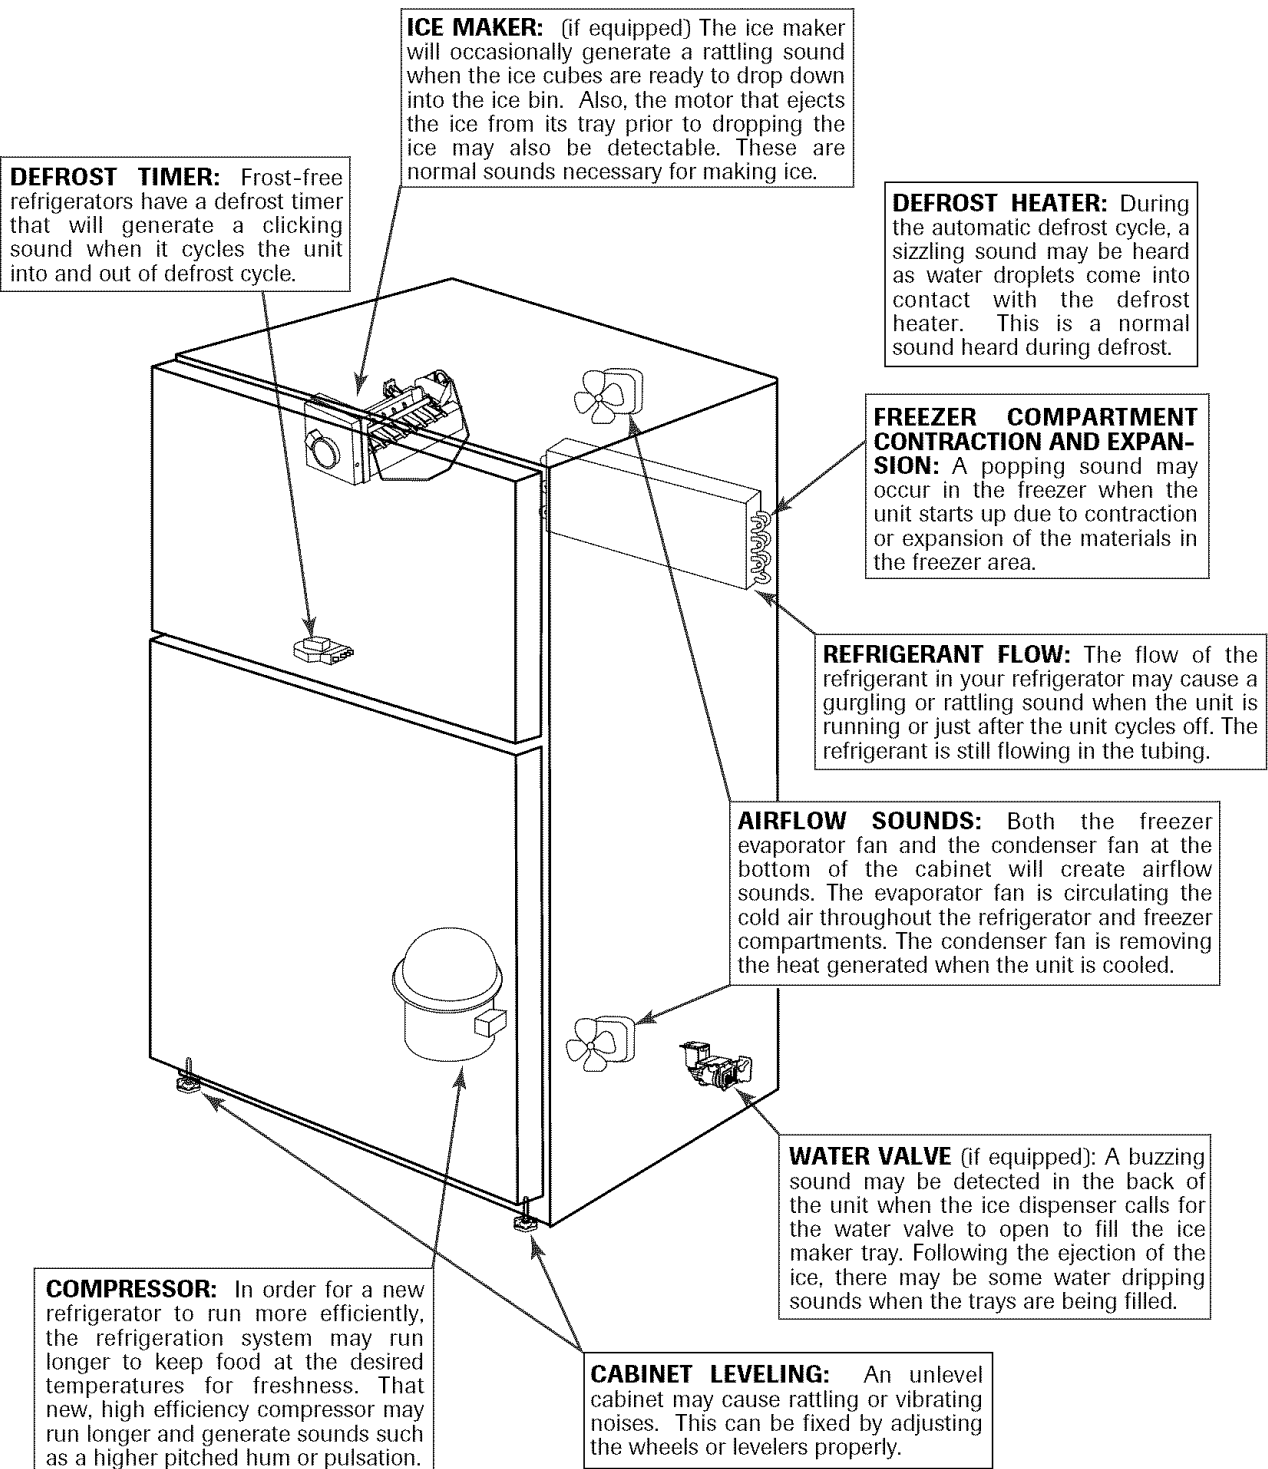 ICE MAKER: (if equipped) The ice maker
will occasionally generate a rattling sound
when the ice cubes are ready to drop down
into the ice bin. Also, the motor that ejects
the ice from its tray prior to dropping the
ice may also be detectable. These are
normal sounds necessary for making ice.
DEFROST TIMER: Frost-free
refrigerators have a defrost timer
that will generate a clicking
sound when it cycles the unit
into and out of defrost cycle.
DEFROST HEATER: During
the automatic defrost cycle, a
sizzling sound may be heard
as water droplets come into
contact with the defrost
heater. This is a normal
sound heard during defrost.
FREEZER COMPARTMENT
CONTRACTION AND EXPAN-
SION: A popping sound may
occur in the freezer when the
unit starts up due to contraction
or expansion of the materials in
the freezer area.
REFRIGERANT FLOW: The flow of the
refrigerant in your refrigerator may cause a
gurgling or rattling sound when the unit is
running or just after the unit cycles off. The
refrigerant is still flowing in the tubing.
AIRFLOW SOUNDS: Both the freezer
evaporator fan and the condenser fan at the
bottom of the cabinet will create airflow
sounds. The evaporator fan is circulating the
cold air throughout the refrigerator and freezer
compartments. The condenser fan is removing
the heat generated when the unit is cooled.
WATER VALVE (if equipped): A buzzing
sound may be detected in the back of
the unit when the ice dispenser calls for
the water valve to open to fill the ice
maker tray. Following the ejection of the
ice, there may be some water dripping
sounds when the trays are being filled.
COMPRESSOR: In order for a new
refrigerator to run more efficiently,
the refrigeration system may run
longer to keep food at the desired
temperatures for freshness. That
new, high efficiency compressor may
run longer and generate sounds such
as a higher pitched hum or pulsation.
CABINET LEVELING: An unlevel
cabinet may cause rattling or vibrating
noises. This can be fixed by adjusting
the wheels or levelers properly.